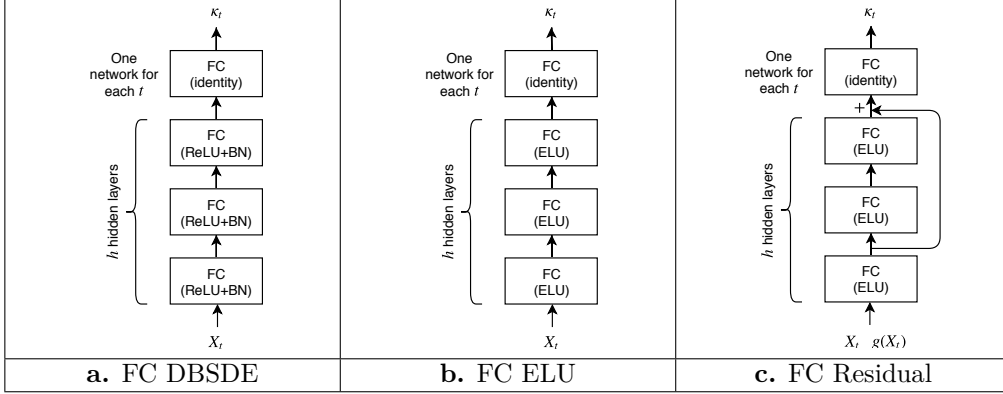 κₜ
One
network for
each t
FC
(identity)
FC
(ReLU+BN)
FC
(ReLU+BN)
FC
(ReLU+BN)
h hidden layers
Xₜ
a. FC DBSDE
κₜ
One
network for
each t
FC
(identity)
FC
(ELU)
FC
(ELU)
FC
(ELU)
h hidden layers
Xₜ
b. FC ELU
κₜ
One
network for
each t
FC
(identity)
+
FC
(ELU)
FC
(ELU)
FC
(ELU)
h hidden layers
Xₜ g(Xₜ)
c. FC Residual